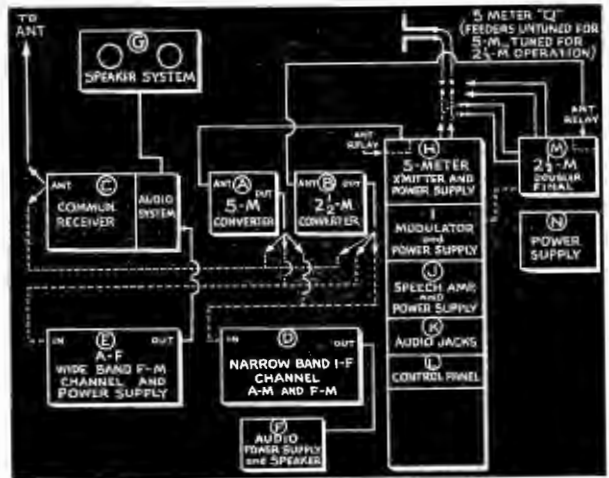 TO
ANT
G
SPEAKER SYSTEM
5 METER "Q"
(FEEDERS UNTUNED FOR
5-M, TUNED FOR
2½-M OPERATION)
ANT
RELAY
ANT
C
COMMUN.
RECEIVER
AUDIO
SYSTEM
ANT A OUT
5-M
CONVERTER
ANT B OUT
2½-M
CONVERTER
ANT
RELAY
H
5-METER
XMITTER AND
POWER SUPPLY
M
2½-M
DOUBLER
FINAL
I
MODULATOR
and
POWER SUPPLY
N
POWER
SUPPLY
J
SPEECH AMP.
and
POWER SUPPLY
K
AUDIO JACKS
L
CONTROL PANEL
IN E OUT
A-F
WIDE BAND F-M
CHANNEL AND
POWER SUPPLY
IN D OUT
NARROW BAND I-F
CHANNEL
A-M AND F-M
F
AUDIO
POWER SUPPLY
and SPEAKER